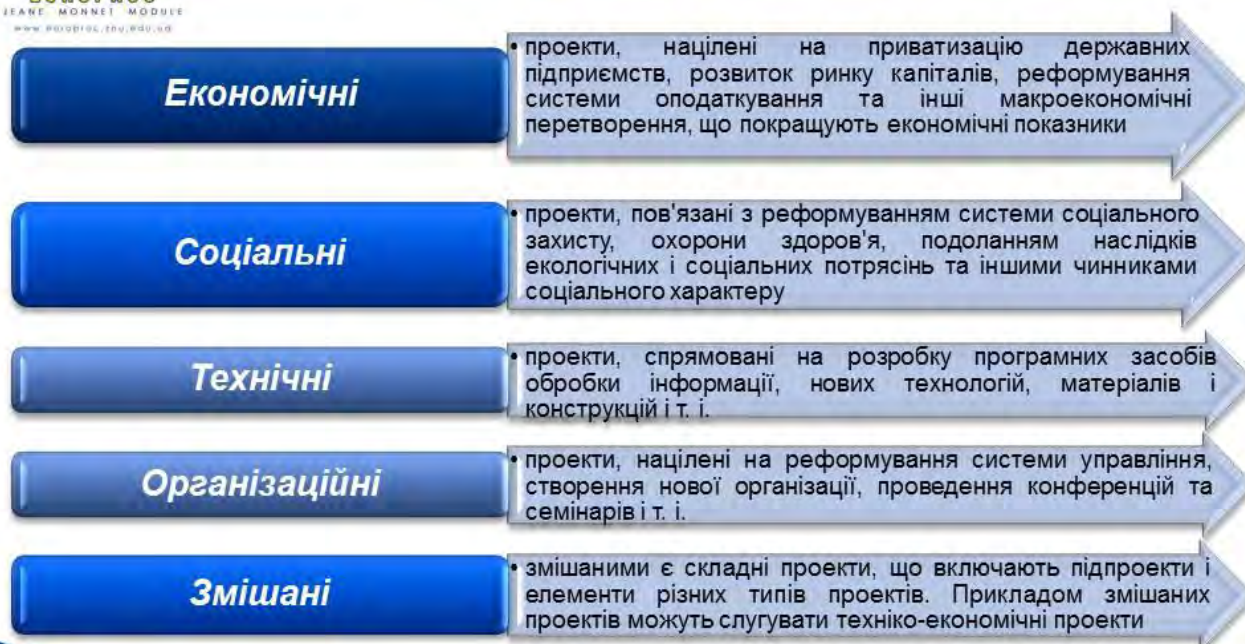 JEANE MONNET MODULE
Економічні
• проекти, націлені на приватизацію державних
підприємств, розвиток ринку капіталів, реформування
системи оподаткування та інші макроекономічні
перетворення, що покращують економічні показники
Соціальні
• проекти, пов'язані з реформуванням системи соціального
захисту, охорони здоров'я, подоланням наслідків
екологічних і соціальних потрясінь та іншими чинниками
соціального характеру
Технічні
• проекти, спрямовані на розробку програмних засобів
обробки інформації, нових технологій, матеріалів і
конструкцій і т. і.
Організаційні
• проекти, націлені на реформування системи управління,
створення нової організації, проведення конференцій та
семінарів і т. і.
Змішані
• змішаними є складні проекти, що включають підпроекти і
елементи різних типів проектів. Прикладом змішаних
проектів можуть слугувати техніко-економічні проекти